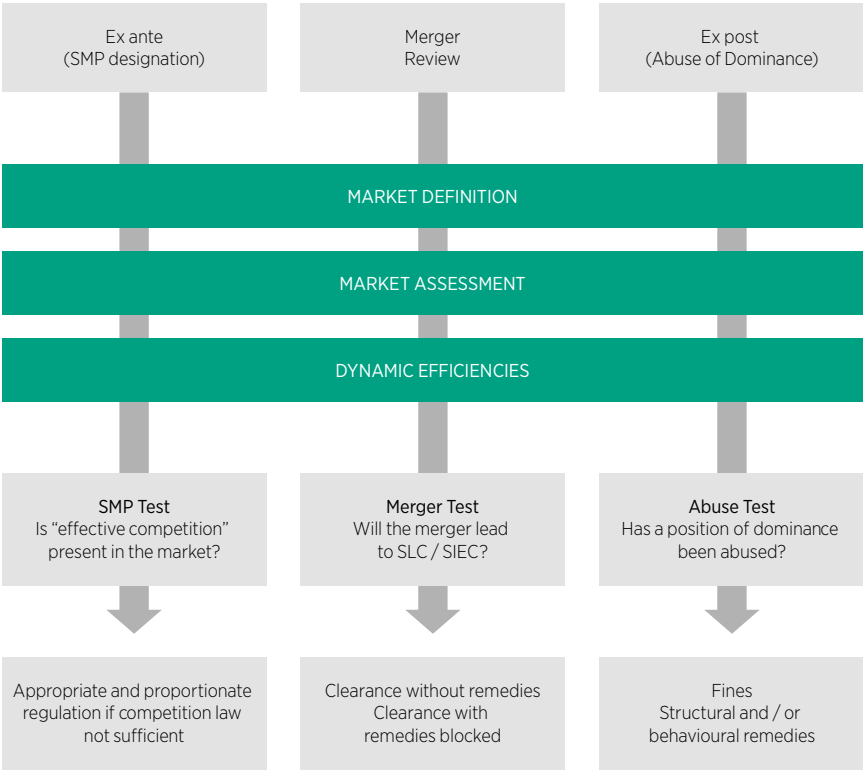 Ex ante
(SMP designation)
Merger
Review
Ex post
(Abuse of Dominance)
MARKET DEFINITION
MARKET ASSESSMENT
DYNAMIC EFFICIENCIES
SMP Test
Is “effective competition”
present in the market?
Merger Test
Will the merger lead
to SLC / SIEC?
Abuse Test
Has a position of dominance
been abused?
Appropriate and proportionate
regulation if competition law
not sufficient
Clearance without remedies
Clearance with
remedies blocked
Fines
Structural and / or
behavioural remedies